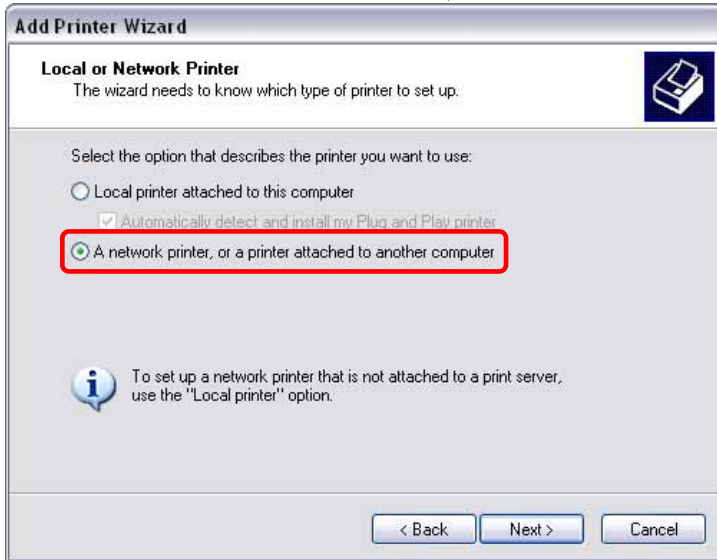 Add Printer Wizard
Local or Network Printer
The wizard needs to know which type of printer to set up.
Select the option that describes the printer you want to use:
Local printer attached to this computer
Automatically detect and install my Plug and Play printer
A network printer, or a printer attached to another computer
To set up a network printer that is not attached to a print server,
use the "Local printer" option.
< Back Next > Cancel